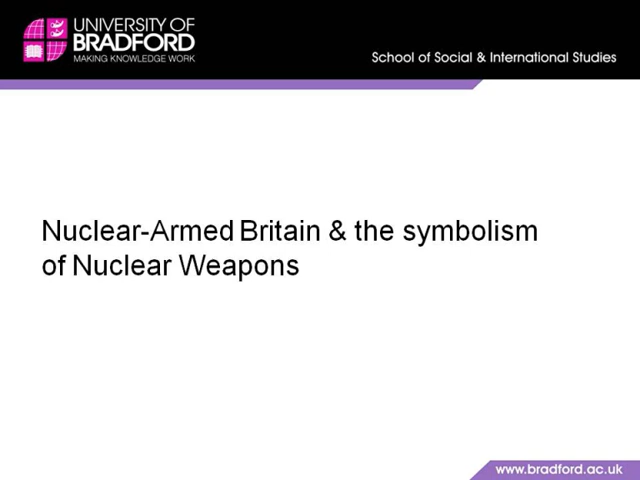 UNIVERSITY OF
BRADFORD
MAKING KNOWLEDGE WORK
School of Social & International Studies
Nuclear-Armed Britain & the symbolism
of Nuclear Weapons
www.bradford.ac.uk